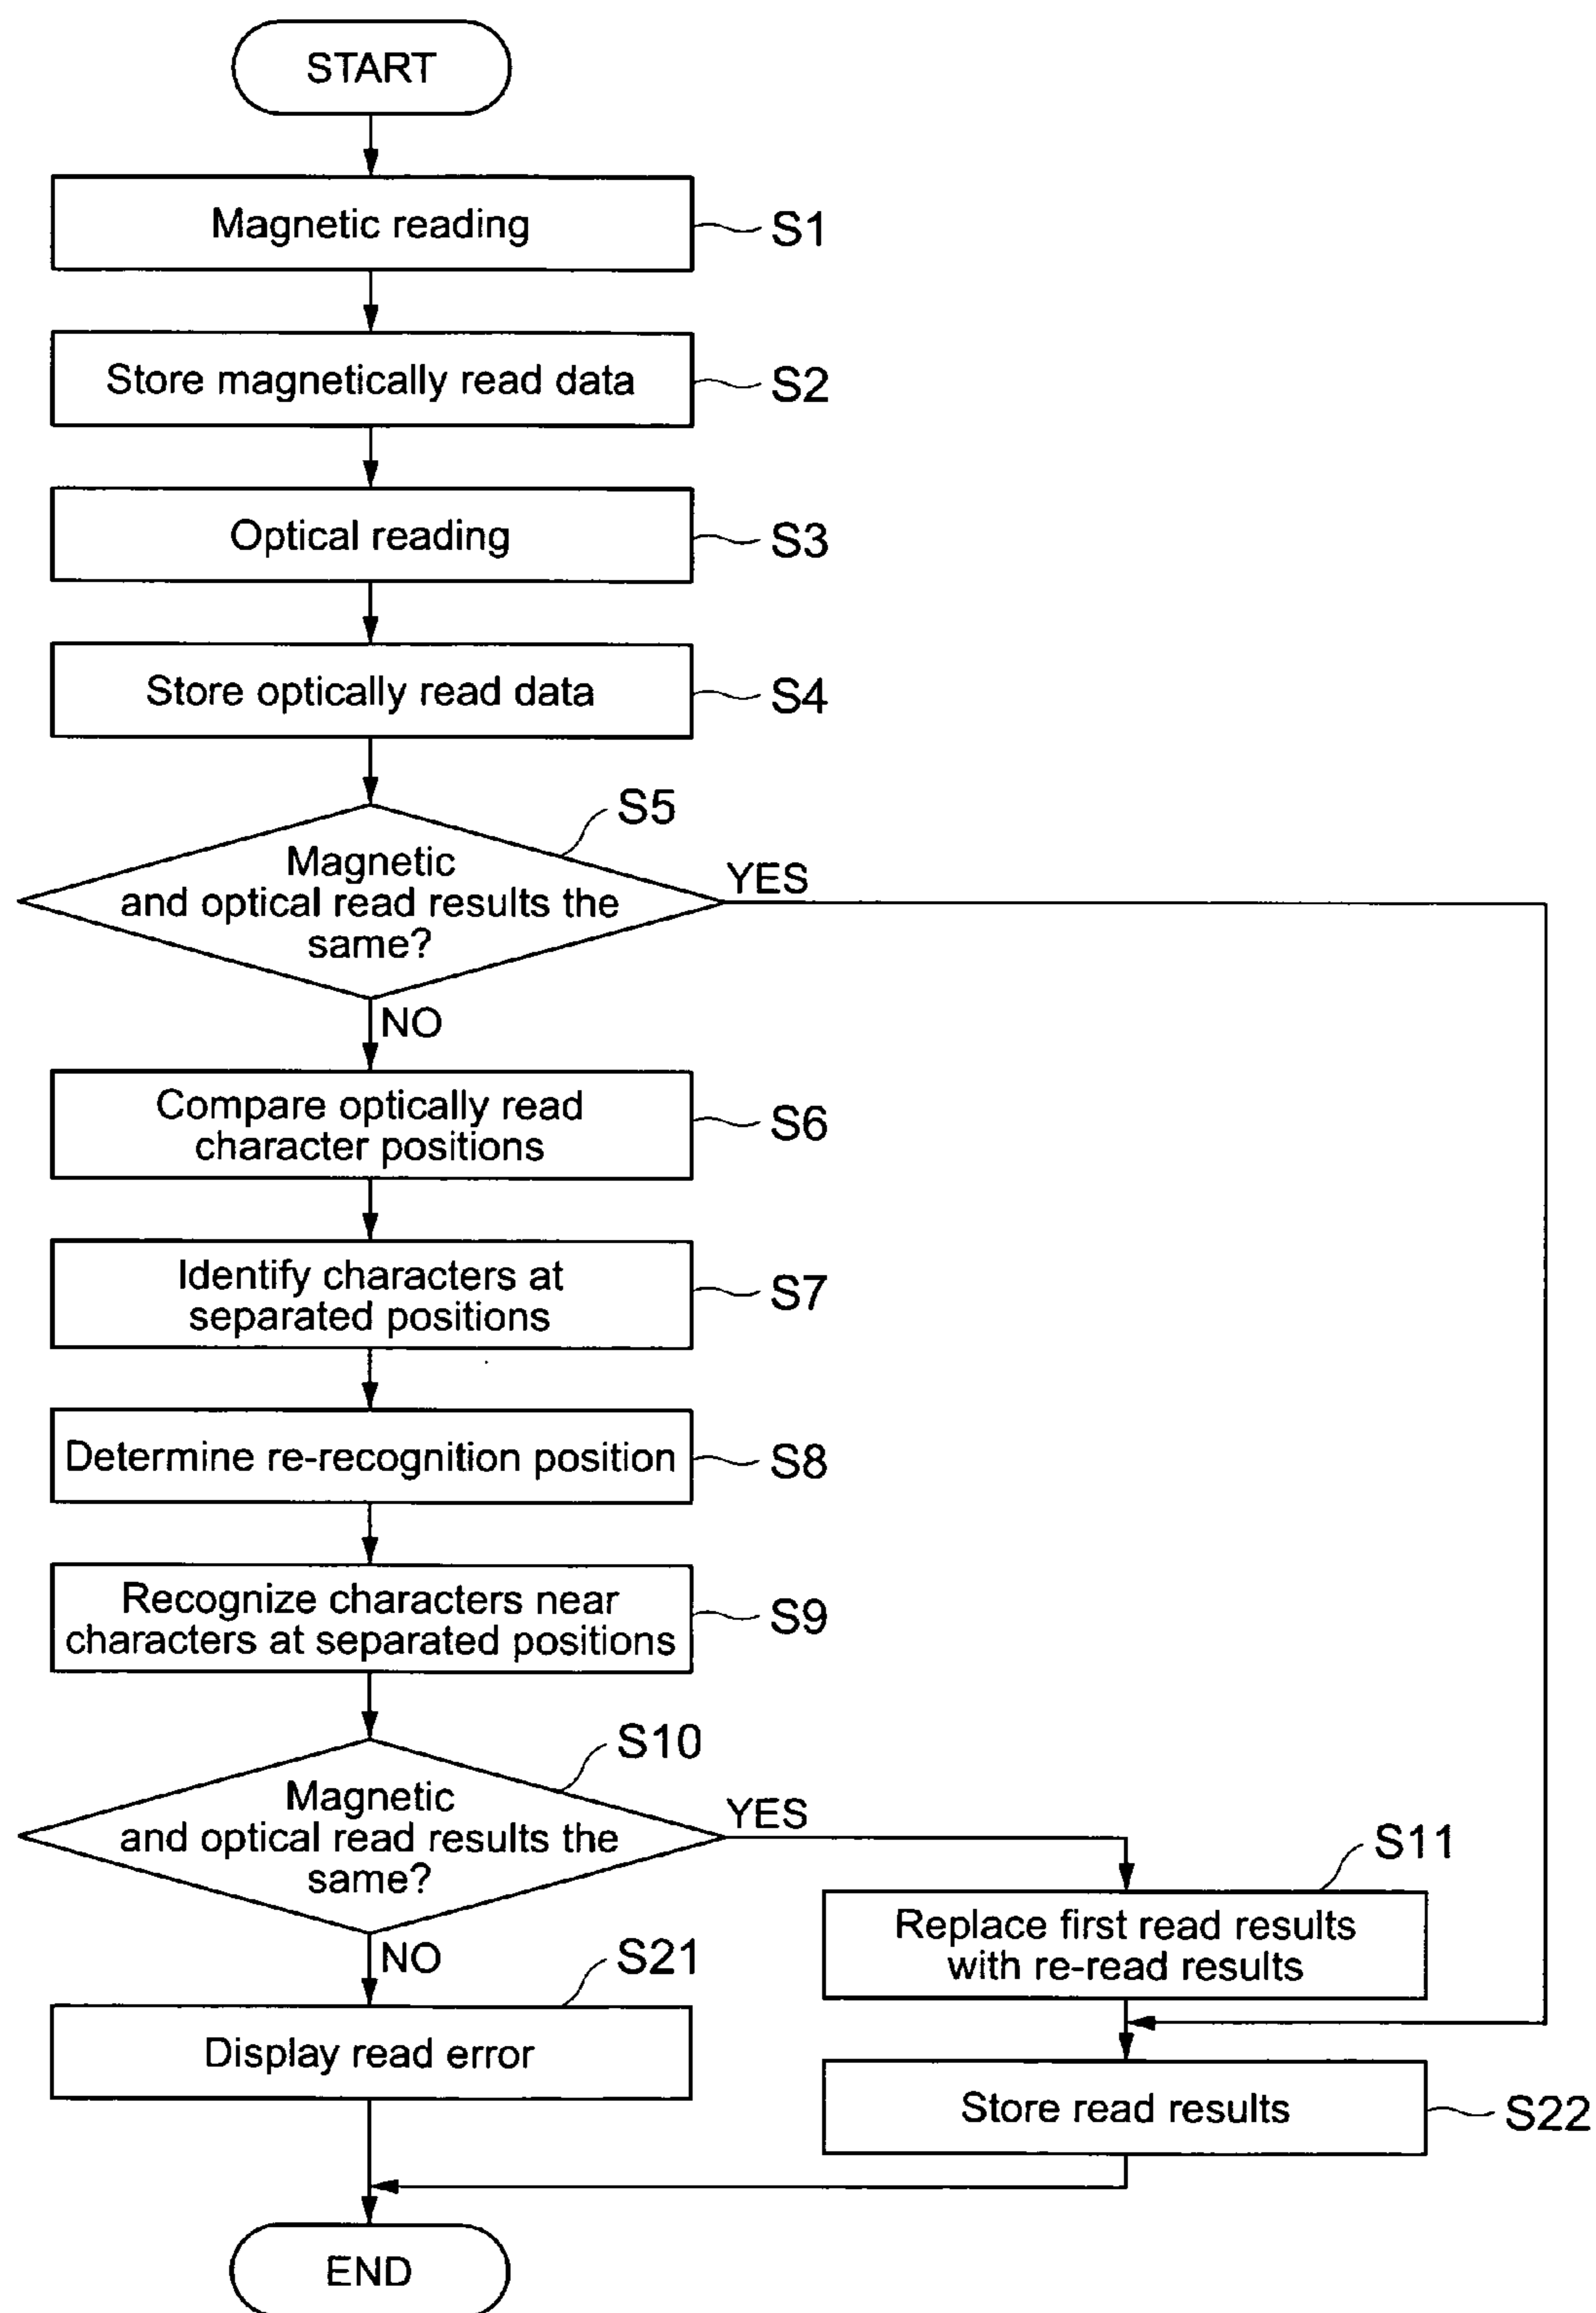 START
Magnetic reading
S1
Store magnetically read data
S2
Optical reading
S3
Store optically read data
S4
S5
Magnetic
and optical read results the
same?
YES
NO
Compare optically read
character positions
S6
Identify characters at
separated positions
S7
Determine re-recognition position
S8
Recognize characters near
characters at separated positions
S9
S10
Magnetic
and optical read results the
same?
YES
NO
S11
Replace first read results
with re-read results
S21
Display read error
Store read results
S22
END